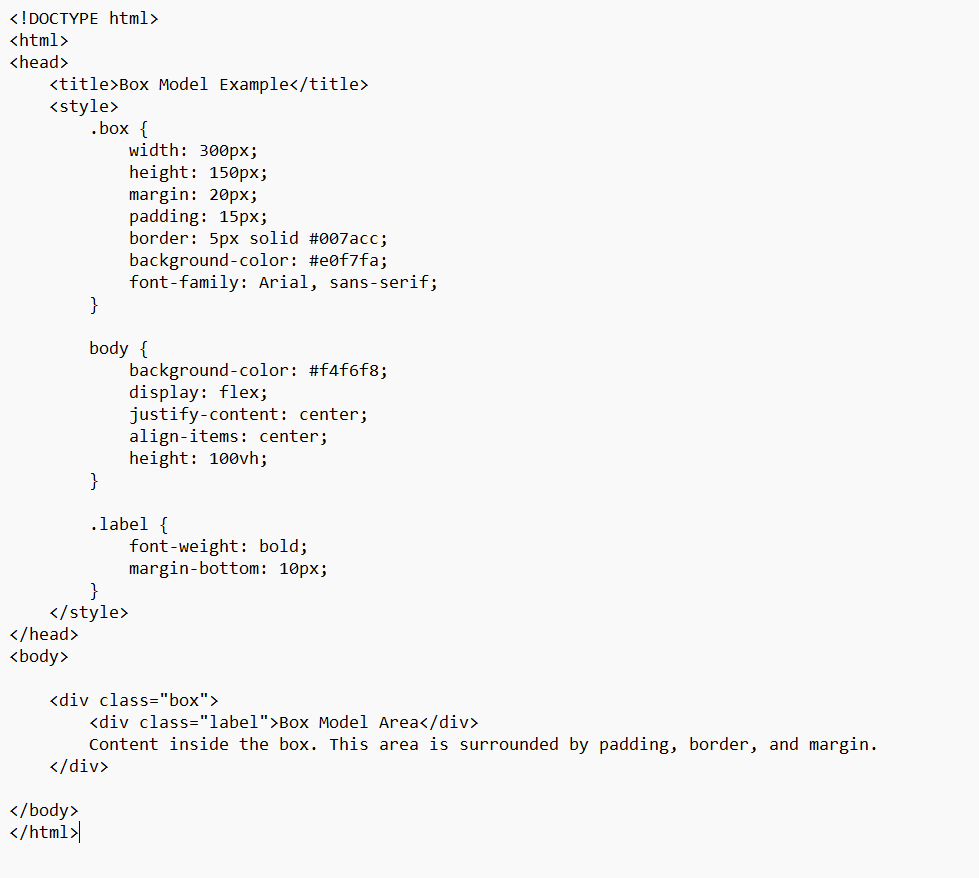 <!DOCTYPE html>
<html>
<head>
    <title>Box Model Example</title>
    <style>
        .box {
            width: 300px;
            height: 150px;
            margin: 20px;
            padding: 15px;
            border: 5px solid #007acc;
            background-color: #e0f7fa;
            font-family: Arial, sans-serif;
        }

        body {
            background-color: #f4f6f8;
            display: flex;
            justify-content: center;
            align-items: center;
            height: 100vh;
        }

        .label {
            font-weight: bold;
            margin-bottom: 10px;
        }
    </style>
</head>
<body>

    <div class="box">
        <div class="label">Box Model Area</div>
        Content inside the box. This area is surrounded by padding, border, and margin.
    </div>

</body>
</html>